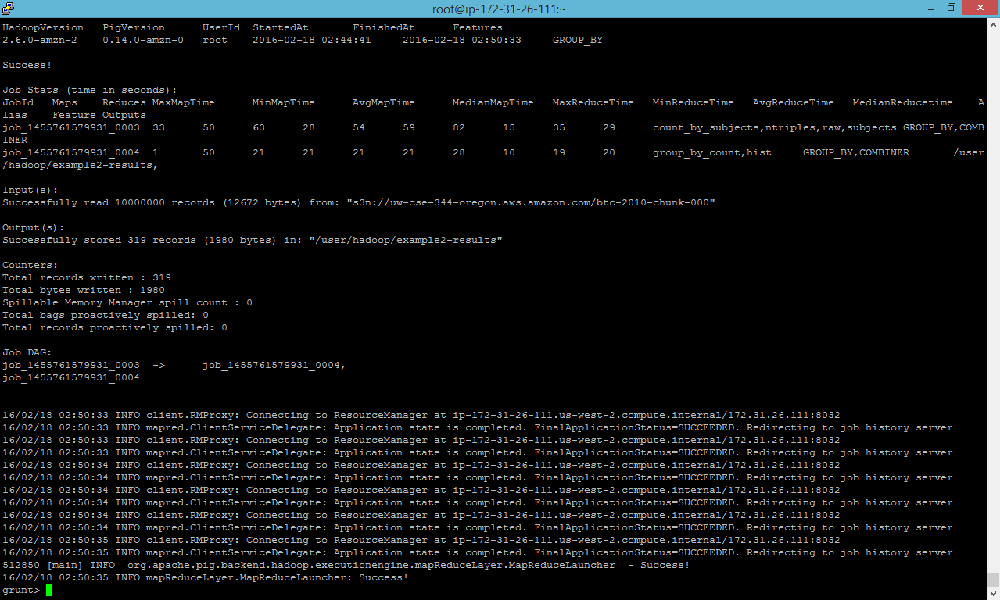 root@ip-172-31-26-111:~
HadoopVersion PigVersion UserId StartedAt FinishedAt Features
2.6.0-amzn-2 0.14.0-amzn-0 root 2016-02-18 02:44:41 2016-02-18 02:50:33 GROUP_BY
Success!
Job Stats (time in seconds):
JobId Maps Reduces MaxMapTime MinMapTime AvgMapTime MedianMapTime MaxReduceTime MinReduceTime AvgReduceTime MedianReducetime A
lias Feature Outputs
job_1455761579931_0003 33 50 63 28 54 59 82 15 35 29 count_by_subjects,ntriples,raw,subjects GROUP_BY,COMB
INER
job_1455761579931_0004 1 50 21 21 21 21 28 10 19 20 group_by_count,hist GROUP_BY,COMBINER /user
/hadoop/example2-results,
Input(s):
Successfully read 10000000 records (12672 bytes) from: "s3n://uw-cse-344-oregon.aws.amazon.com/btc-2010-chunk-000"
Output(s):
Successfully stored 319 records (1980 bytes) in: "/user/hadoop/example2-results"
Counters:
Total records written : 319
Total bytes written : 1980
Spillable Memory Manager spill count : 0
Total bags proactively spilled: 0
Total records proactively spilled: 0
Job DAG:
job_1455761579931_0003 -> job_1455761579931_0004,
job_1455761579931_0004
16/02/18 02:50:33 INFO client.RMProxy: Connecting to ResourceManager at ip-172-31-26-111.us-west-2.compute.internal/172.31.26.111:8032
16/02/18 02:50:33 INFO mapred.ClientServiceDelegate: Application state is completed. FinalApplicationStatus=SUCCEEDED. Redirecting to job history server
16/02/18 02:50:33 INFO client.RMProxy: Connecting to ResourceManager at ip-172-31-26-111.us-west-2.compute.internal/172.31.26.111:8032
16/02/18 02:50:33 INFO mapred.ClientServiceDelegate: Application state is completed. FinalApplicationStatus=SUCCEEDED. Redirecting to job history server
16/02/18 02:50:34 INFO client.RMProxy: Connecting to ResourceManager at ip-172-31-26-111.us-west-2.compute.internal/172.31.26.111:8032
16/02/18 02:50:34 INFO mapred.ClientServiceDelegate: Application state is completed. FinalApplicationStatus=SUCCEEDED. Redirecting to job history server
16/02/18 02:50:34 INFO client.RMProxy: Connecting to ResourceManager at ip-172-31-26-111.us-west-2.compute.internal/172.31.26.111:8032
16/02/18 02:50:34 INFO mapred.ClientServiceDelegate: Application state is completed. FinalApplicationStatus=SUCCEEDED. Redirecting to job history server
16/02/18 02:50:34 INFO client.RMProxy: Connecting to ResourceManager at ip-172-31-26-111.us-west-2.compute.internal/172.31.26.111:8032
16/02/18 02:50:34 INFO mapred.ClientServiceDelegate: Application state is completed. FinalApplicationStatus=SUCCEEDED. Redirecting to job history server
16/02/18 02:50:35 INFO client.RMProxy: Connecting to ResourceManager at ip-172-31-26-111.us-west-2.compute.internal/172.31.26.111:8032
16/02/18 02:50:35 INFO mapred.ClientServiceDelegate: Application state is completed. FinalApplicationStatus=SUCCEEDED. Redirecting to job history server
512850 [main] INFO org.apache.pig.backend.hadoop.executionengine.mapReduceLayer.MapReduceLauncher - Success!
16/02/18 02:50:35 INFO mapReduceLayer.MapReduceLauncher: Success!
grunt>